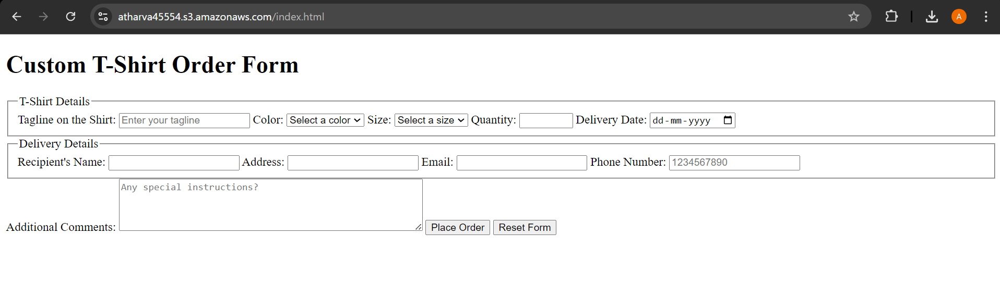 atharva45554.s3.amazonaws.com/index.html
A
Custom T-Shirt Order Form
T-Shirt Details
Tagline on the Shirt: Enter your tagline Color: Select a color Size: Select a size Quantity: Delivery Date: dd-mm-yyyy
Delivery Details
Recipient's Name: Address: Email: Phone Number: 1234567890
Any special instructions?
Additional Comments: Place Order Reset Form